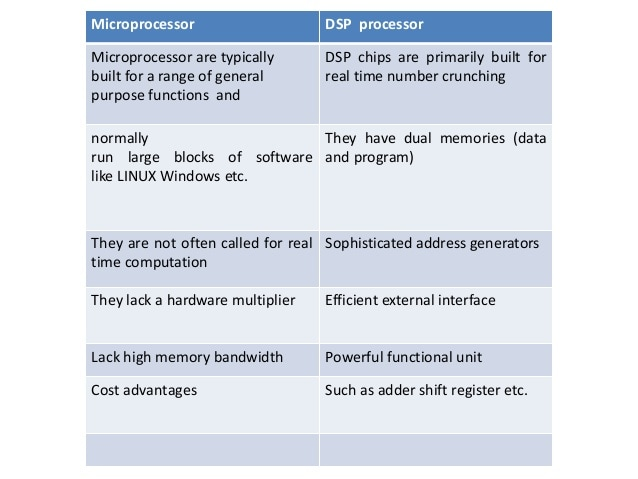 Microprocessor
DSP processor
Microprocessor are typically
built for a range of general
purpose functions and
DSP chips are primarily built for
real time number crunching
normally
run large blocks of software
like LINUX Windows etc.
They have dual memories (data
and program)
They are not often called for real
time computation
Sophisticated address generators
They lack a hardware multiplier
Efficient external interface
Lack high memory bandwidth
Powerful functional unit
Cost advantages
Such as adder shift register etc.